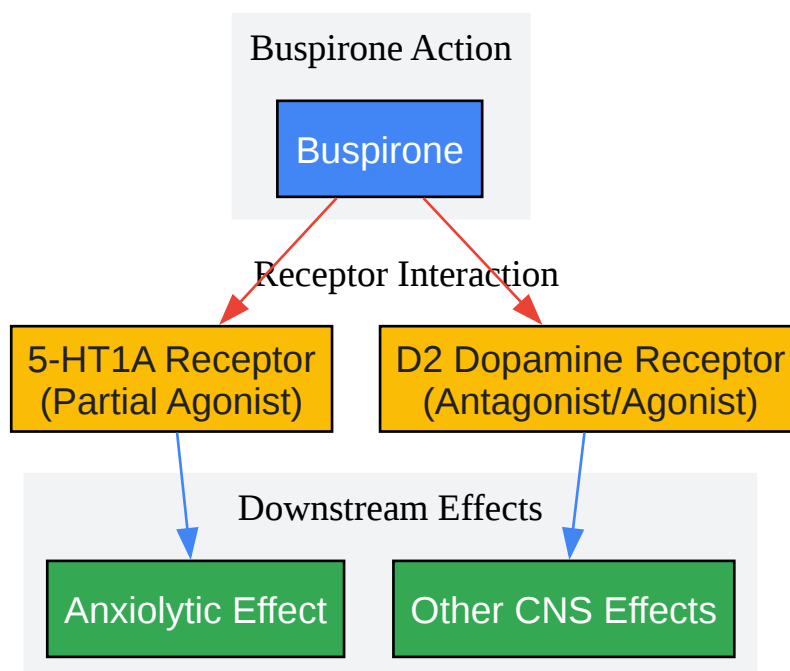 Buspirone Action
Buspirone
Receptor Interaction
5-HT1A Receptor
(Partial Agonist)
D2 Dopamine Receptor
(Antagonist/Agonist)
Downstream Effects
Anxiolytic Effect
Other CNS Effects